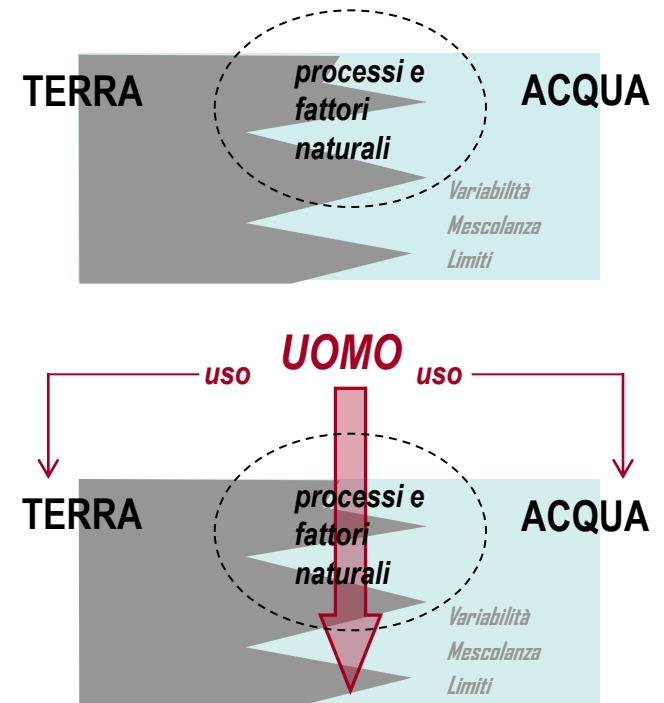 processi e
TERRA
ACQUA
fattori
naturali
Variabilità
Mescolanza
Limiti
UOMO
uso
uso
processi e
TERRA
ACQUA
fattori
naturali
Variabilità
Mescolanza
Limiti